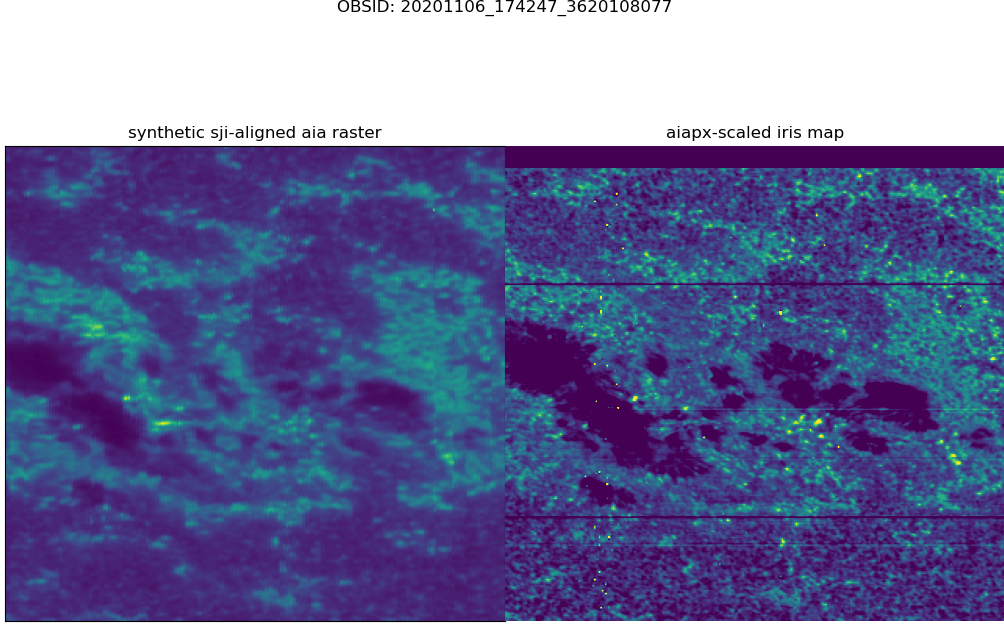 OBSID: 20201106_174247_3620108077
synthetic sji-aligned aia raster
aiapx-scaled iris map